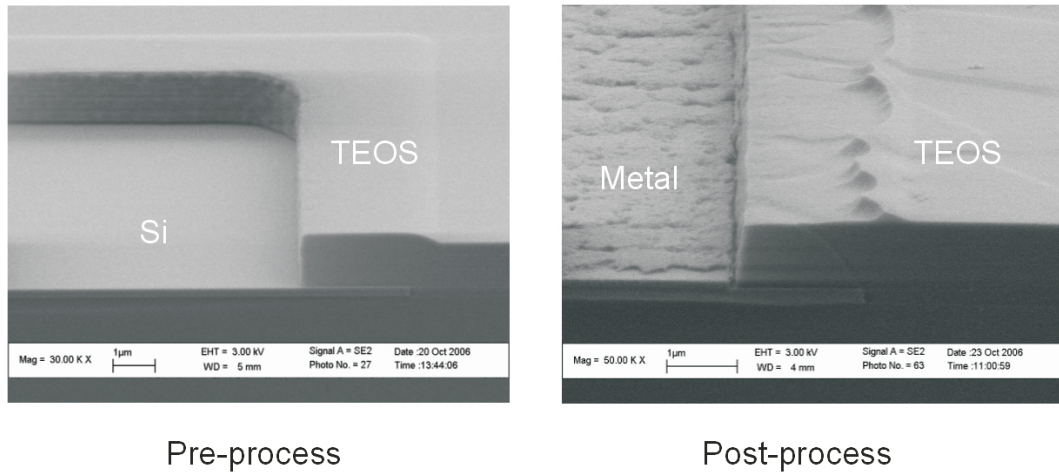 TEOS
Si
Mag = 30.00 K X
1µm
EHT = 3.00 kV
WD = 5 mm
Signal A = SE2
Photo No. = 27
Date :20 Oct 2006
Time :13:44:06
Pre-process
Metal
TEOS
Mag = 50.00 K X
1µm
EHT = 3.00 kV
WD = 4 mm
Signal A = SE2
Photo No. = 63
Date :23 Oct 2006
Time :11:00:59
Post-process